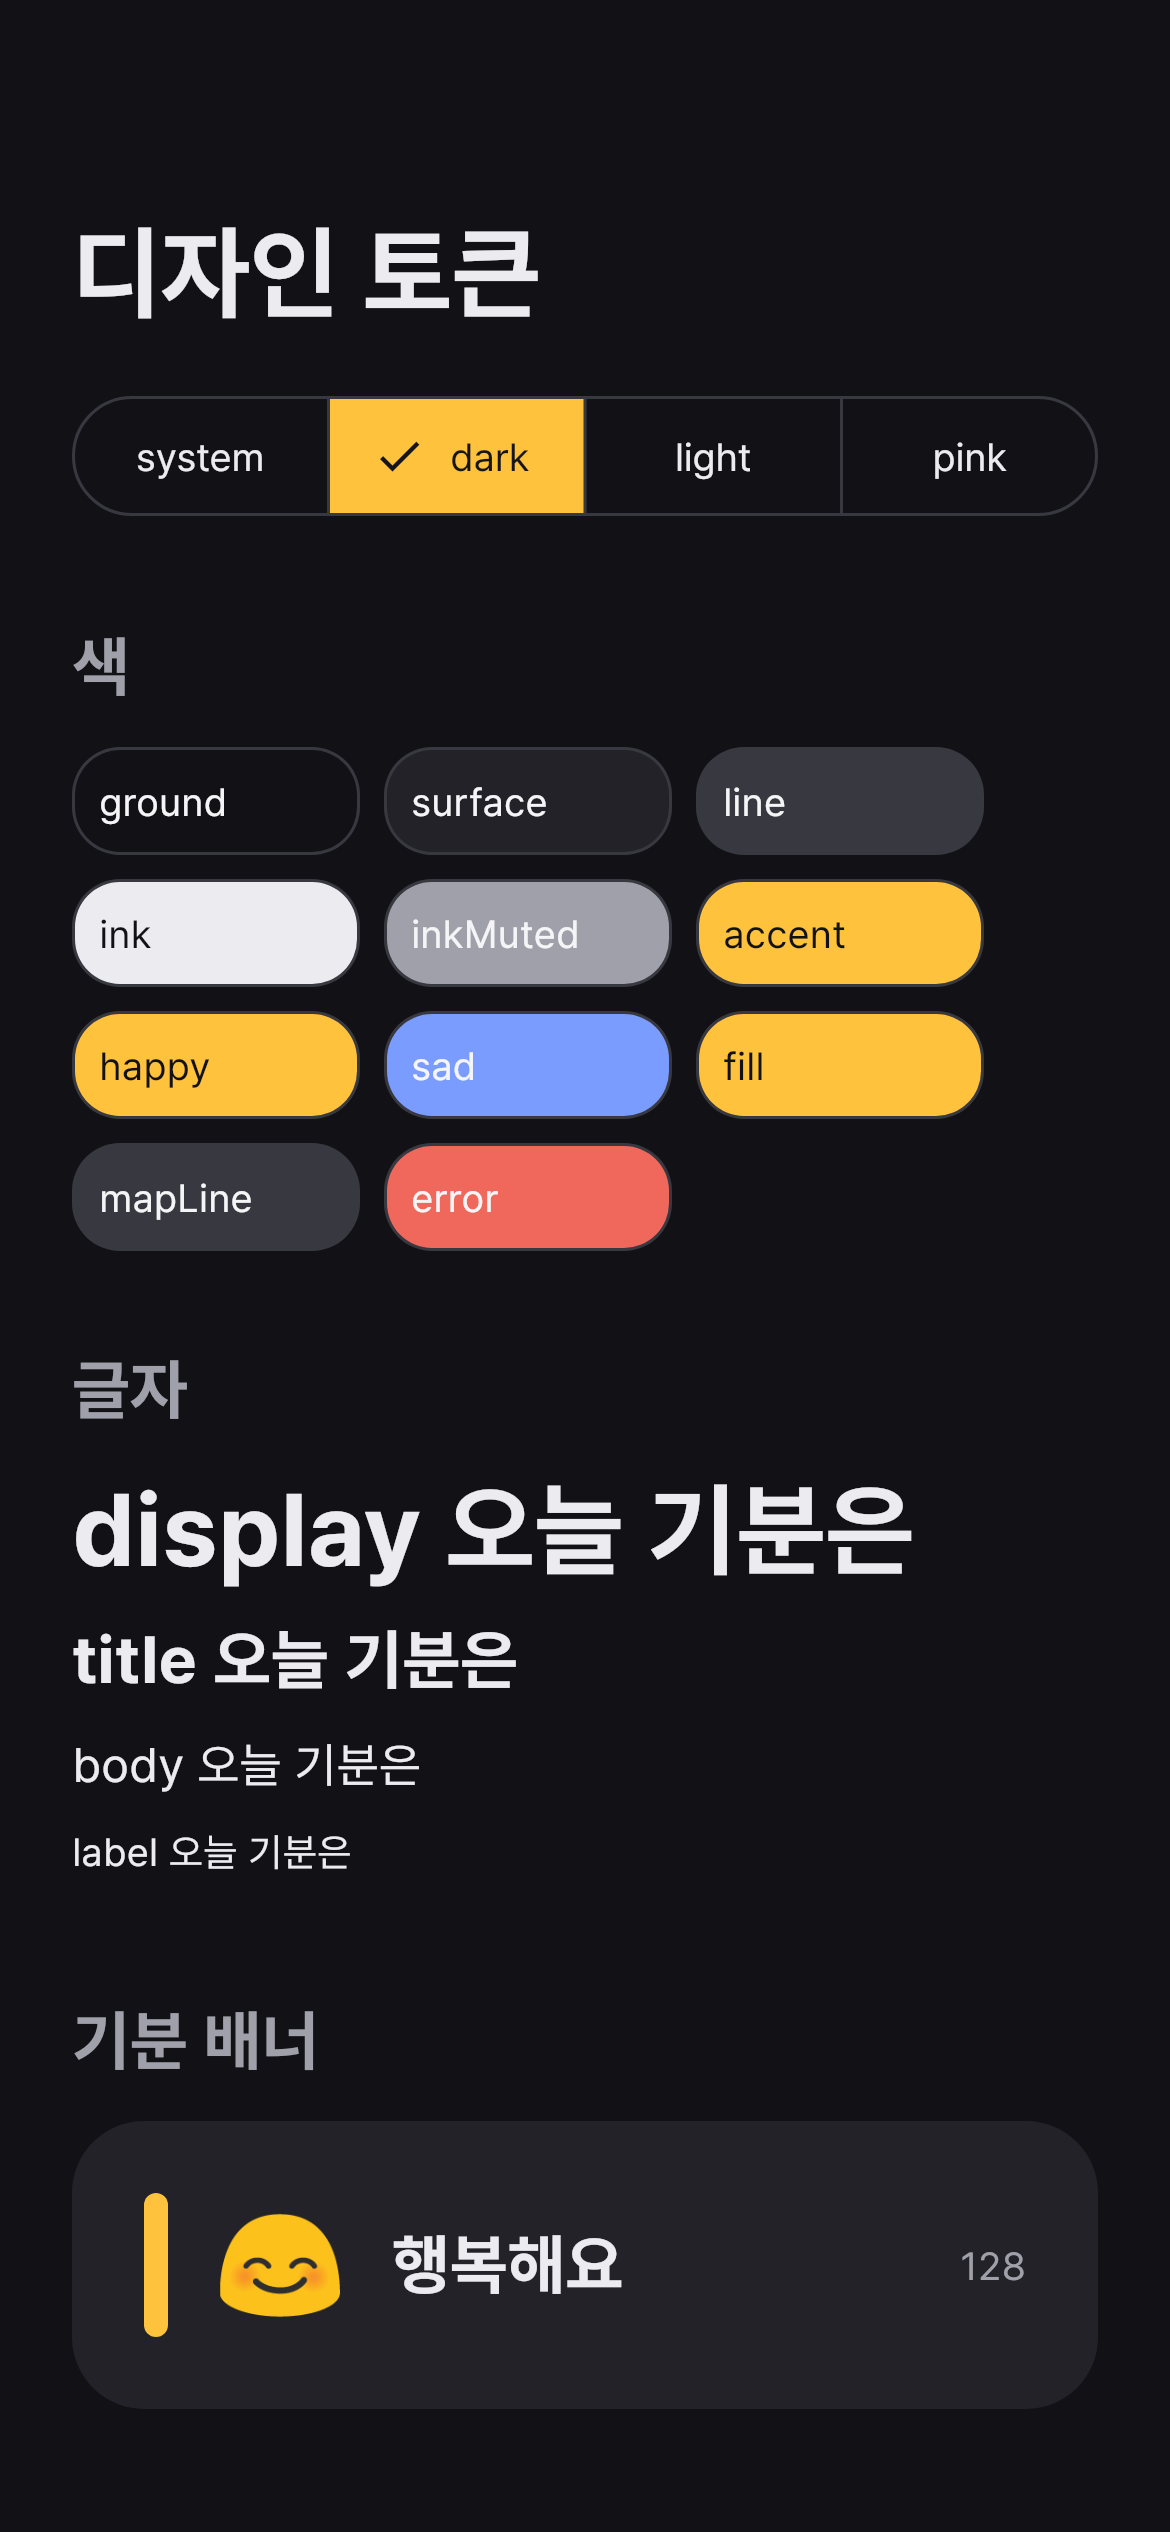 디자인 토큰
system dark light pink
색
ground surface line
ink inkMuted accent
happy sad fill
mapLine error
글자
display 오늘 기분은
title 오늘 기분은
body 오늘 기분은
label 오늘 기분은
기분 배너
행복해요 128